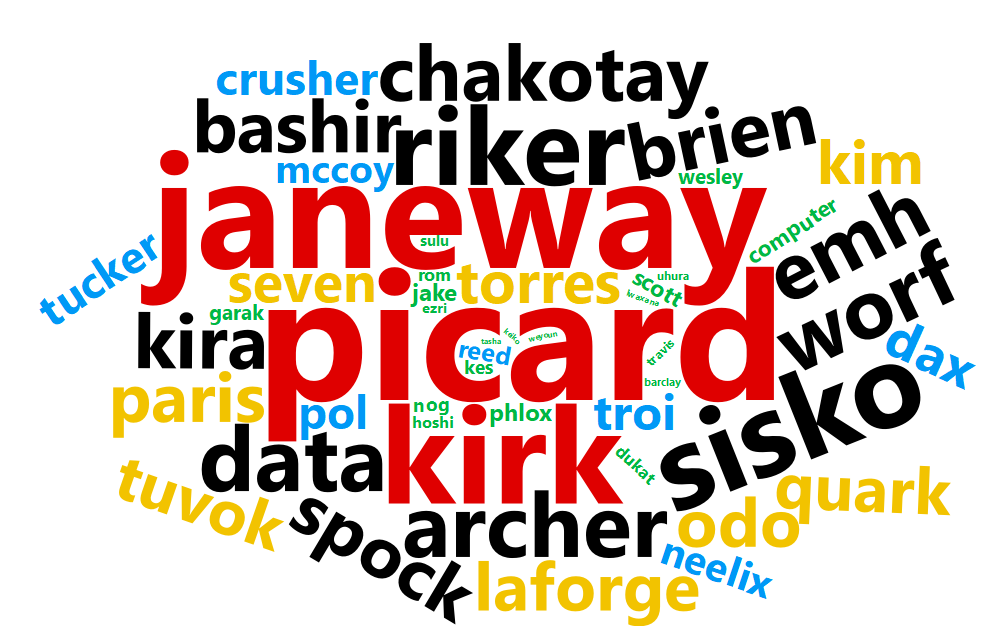 crusher
chakotay
bashir
riker
brien
mccoy
wesley
kim
janeway
sulu
computer
emh
tucker
seven
rom
torres
scott
uhura
jake
lwaxana
ezri
garak
worf
kira
picard
tasha
keiko
weyoun
reed
kes
travis
barclay
dax
paris
pol
nog
hoshi
phlox
troi
sisko
data
kirk
dukat
tuvok
spock
archer
odo
quark
neelix
laforge